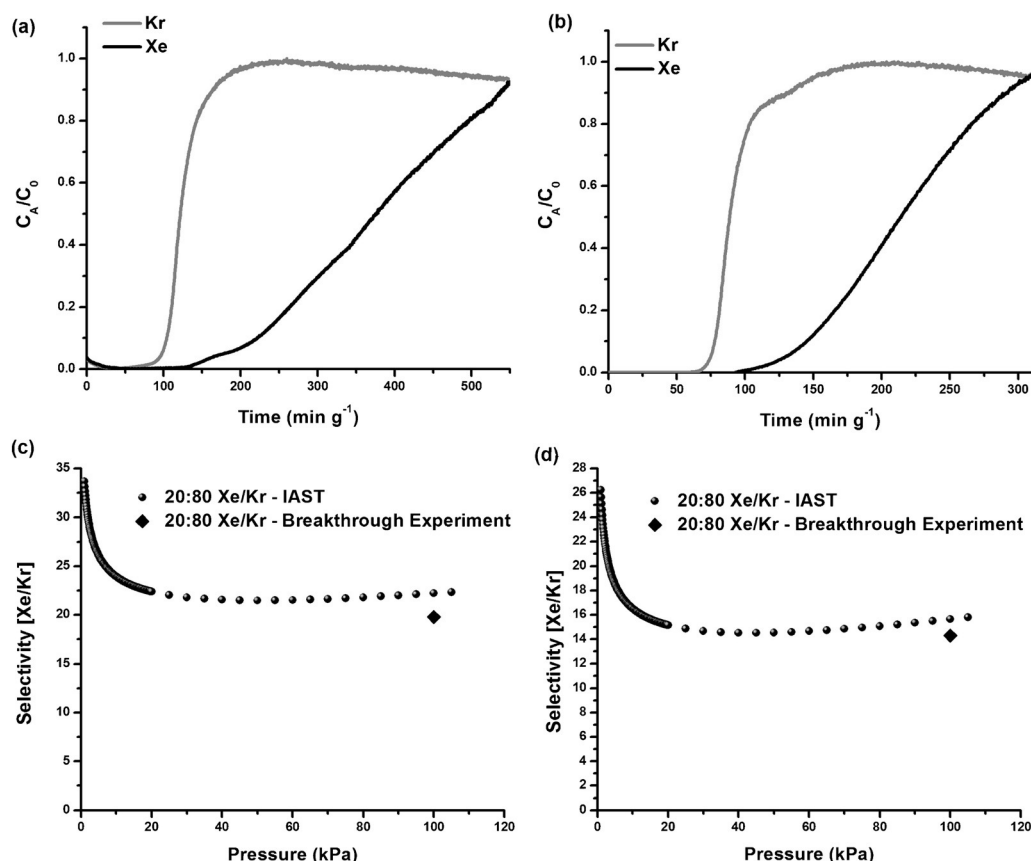 (a)
Kr
Xe
1.0
0.8
0.6
0.4
0.2
0.0
C_A/C_0
0 100 200 300 400 500
Time (min g⁻¹)
(b)
Kr
Xe
1.0
0.8
0.6
0.4
0.2
0.0
C_A/C_0
0 50 100 150 200 250 300
Time (min g⁻¹)
(c)
20:80 Xe/Kr - IAST
20:80 Xe/Kr - Breakthrough Experiment
35
30
25
20
15
10
5
0
Selectivity [Xe/Kr]
0 20 40 60 80 100 120
Pressure (kPa)
(d)
20:80 Xe/Kr - IAST
20:80 Xe/Kr - Breakthrough Experiment
28
26
24
22
20
18
16
14
12
10
8
6
4
2
0
Selectivity [Xe/Kr]
0 20 40 60 80 100 120
Pressure (kPa)